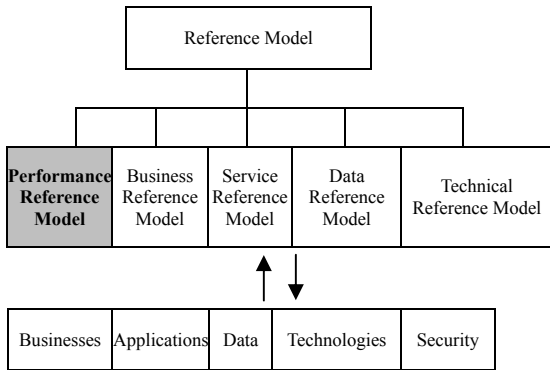 Reference Model
Performance
Reference
Model
Business
Reference
Model
Service
Reference
Model
Data
Reference
Model
Technical
Reference Model
Businesses
Applications
Data
Technologies
Security